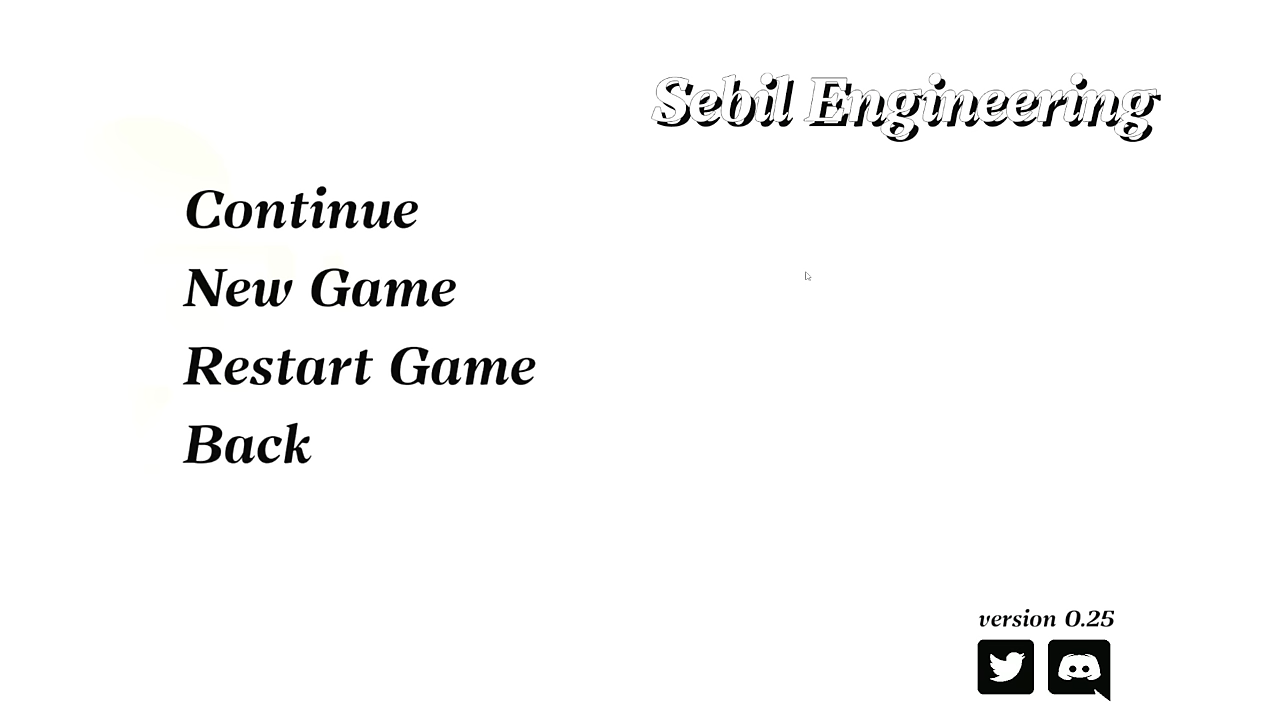 Sebil Engineering
Continue
New Game
Restart Game
Back
version 0.25